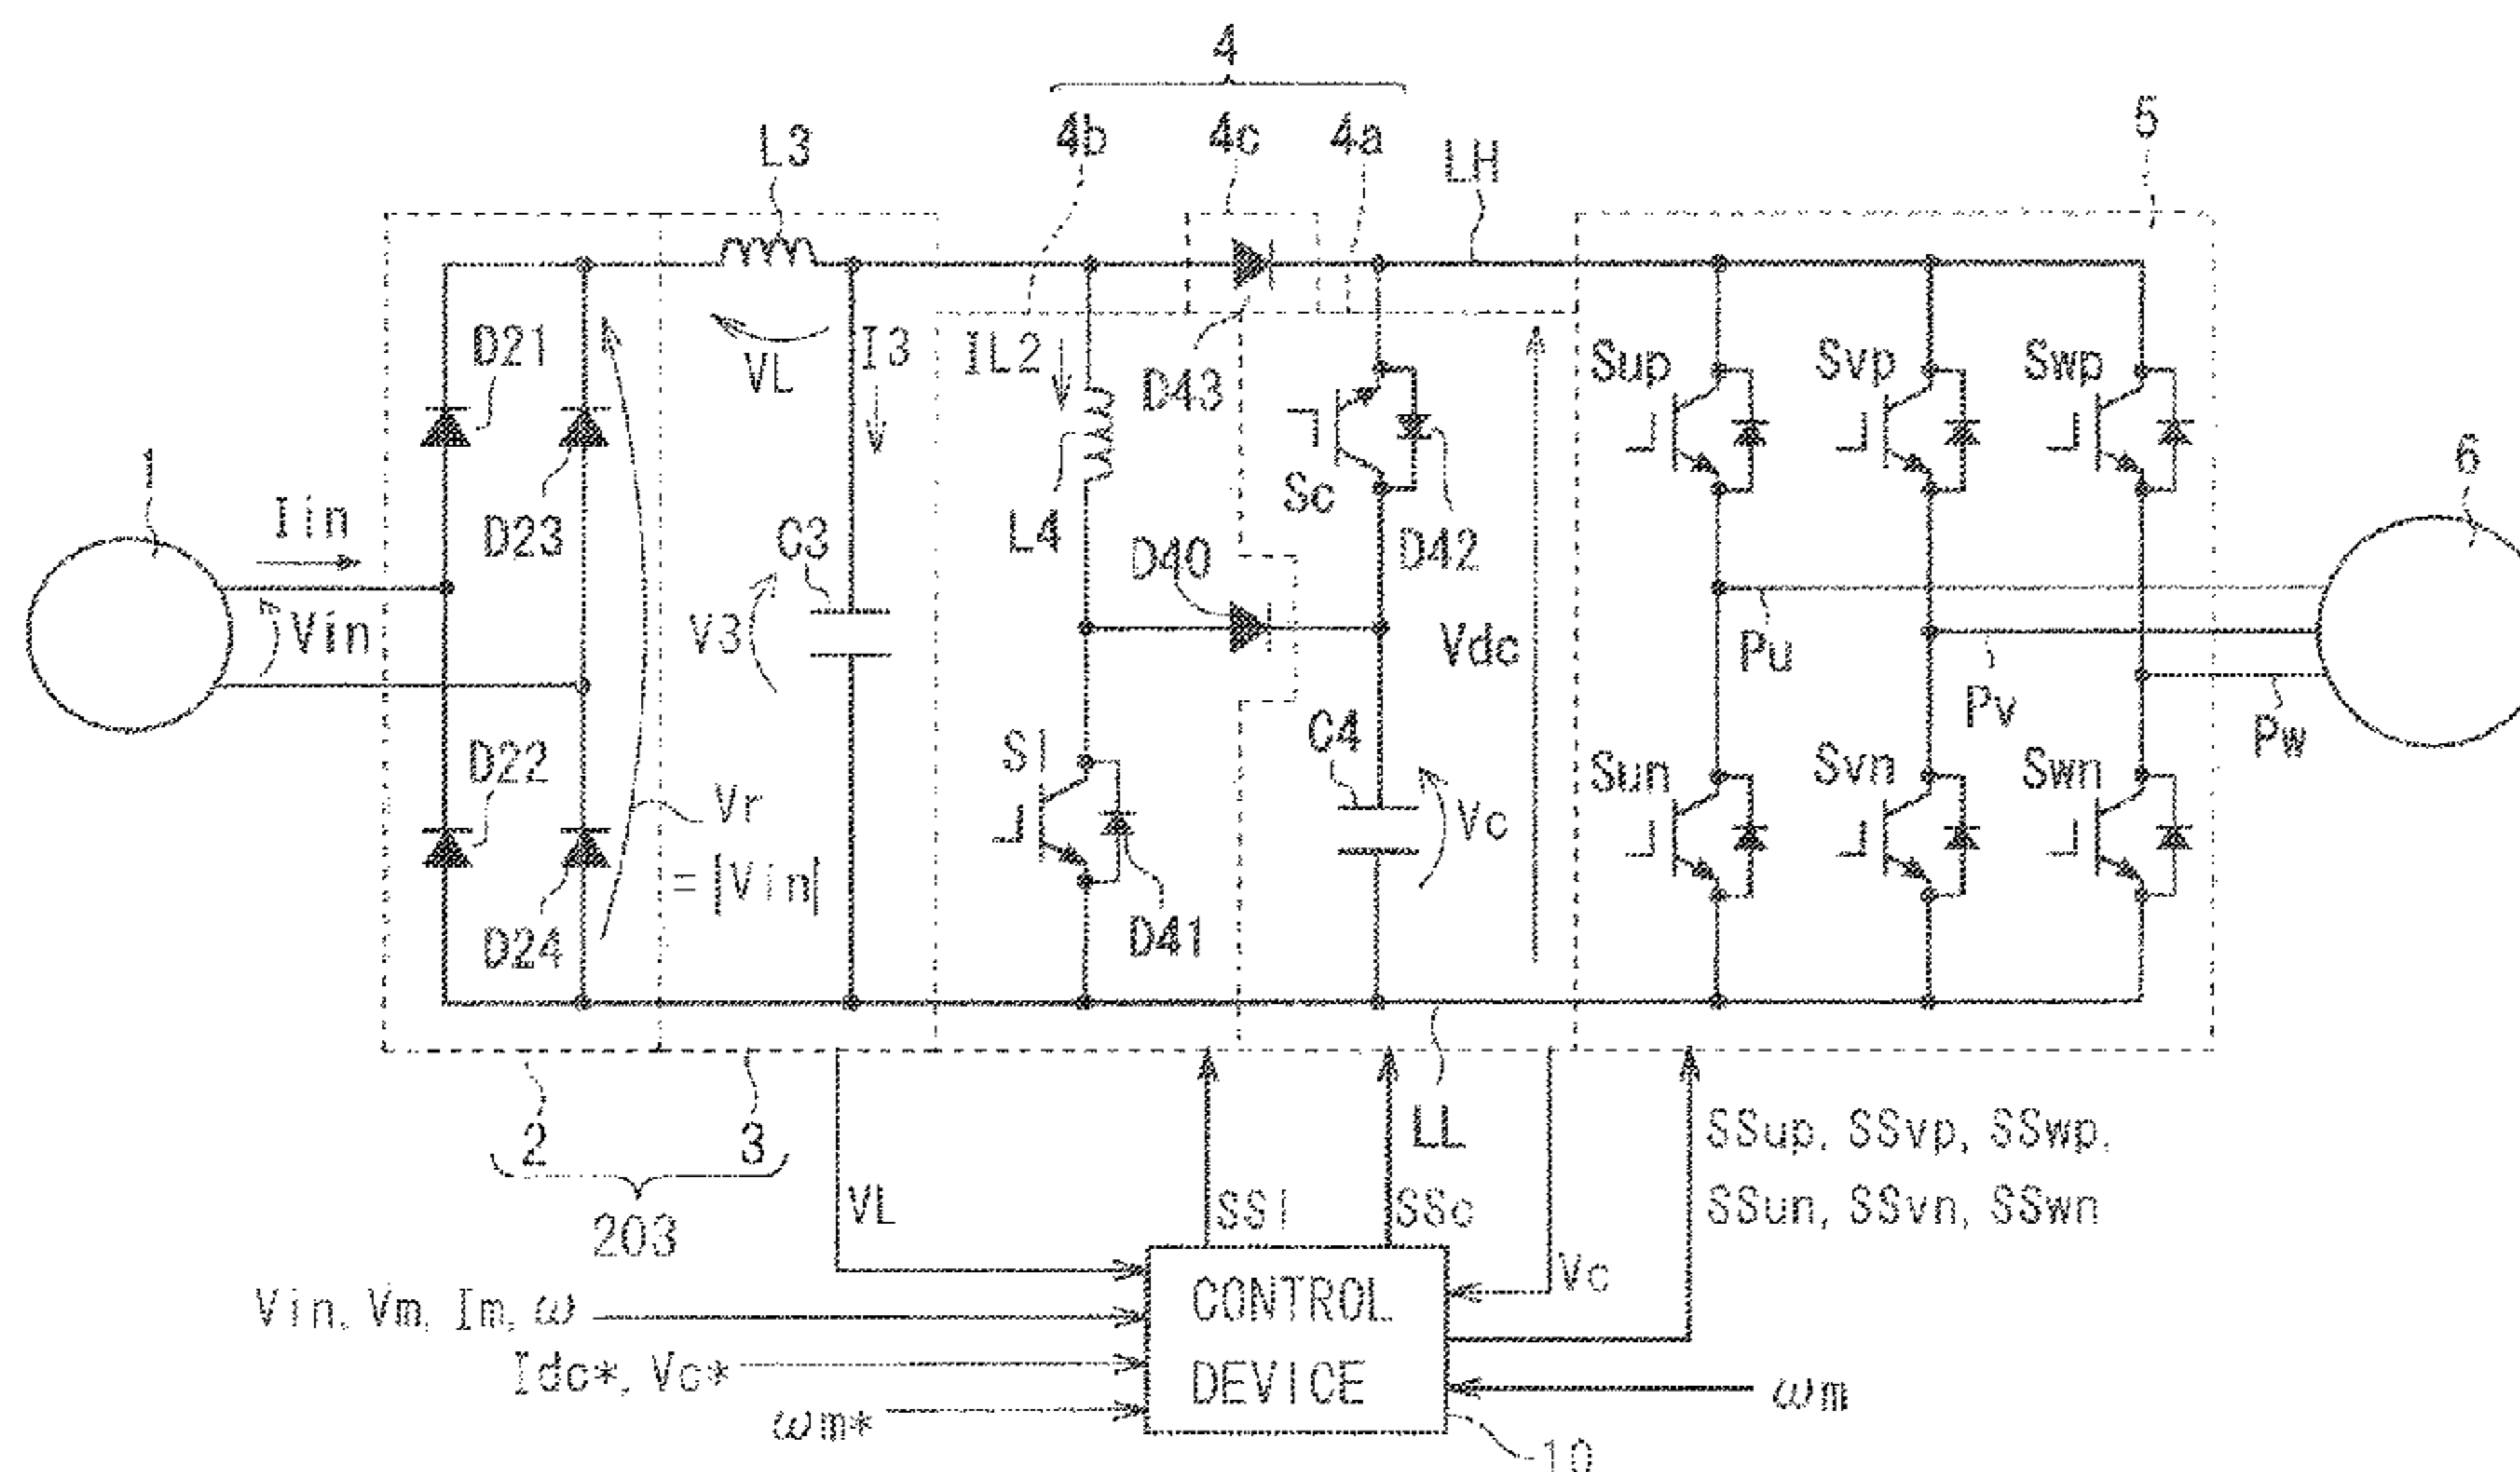 4
4b 4c 4a
5
L3
LH
D21
VL
I3
IL2
D43
Sup
Svp
Swp
1
Iin
D23
C3
L4
Sc
D40
D42
6
Vin
V3
Vdc
Pu
Pv
Pw
D22
Vr
=|Vin|
Sl
C4
Vc
Sun
Svn
Swn
D24
D41
2 3
203
VL
SSl
SSc
LL
SSup, SSvp, SSwp,
SSun, SSvn, SSwn
Vc
Vin, Vm, Im, ω
Idc*, Vc*
ωm*
CONTROL
DEVICE
ωm
10